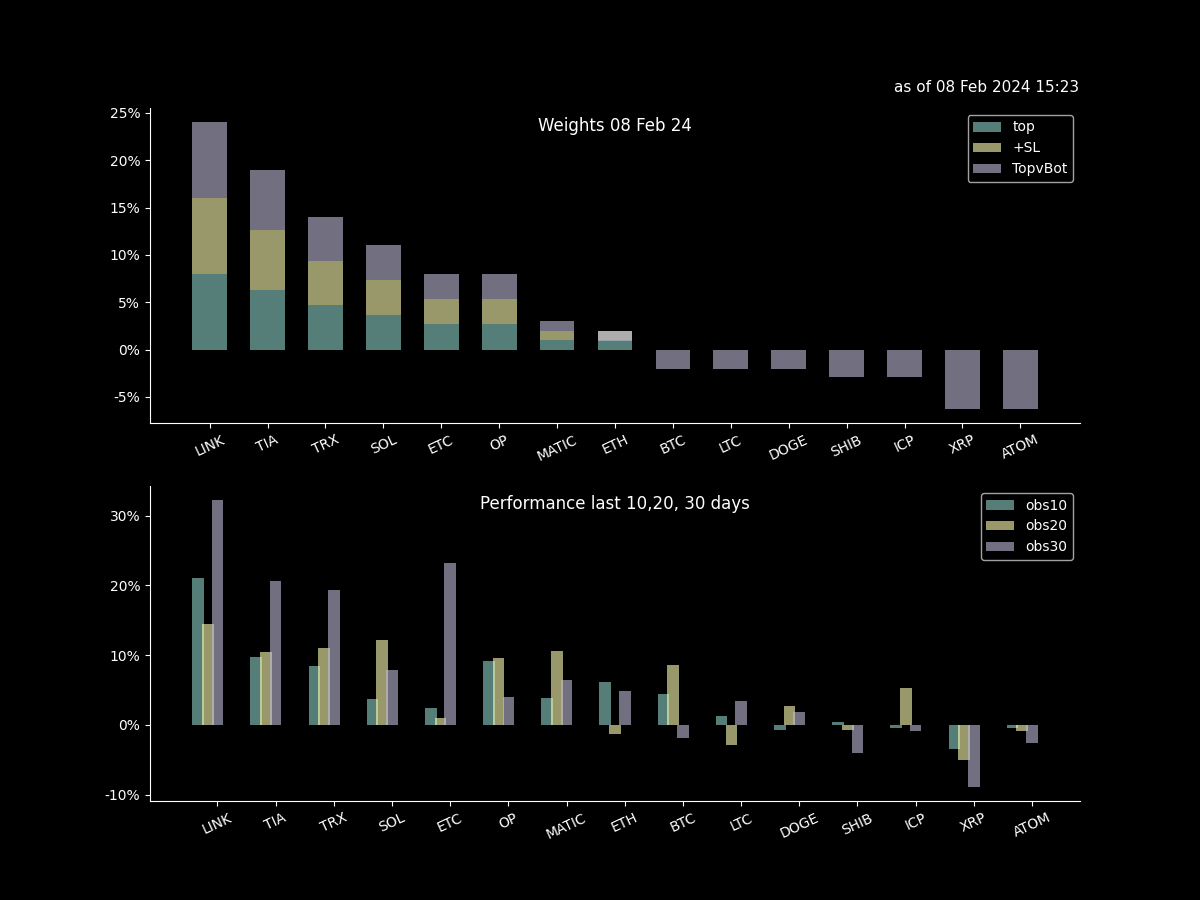 as of 08 Feb 2024 15:23
Weights 08 Feb 24
top
+SL
TopvBot
25%
20%
15%
10%
5%
0%
-5%
LINK TIA TRX SOL ETC OP MATIC ETH BTC LTC DOGE SHIB ICP XRP ATOM
Performance last 10,20, 30 days
obs10
obs20
obs30
30%
20%
10%
0%
-10%
LINK TIA TRX SOL ETC OP MATIC ETH BTC LTC DOGE SHIB ICP XRP ATOM